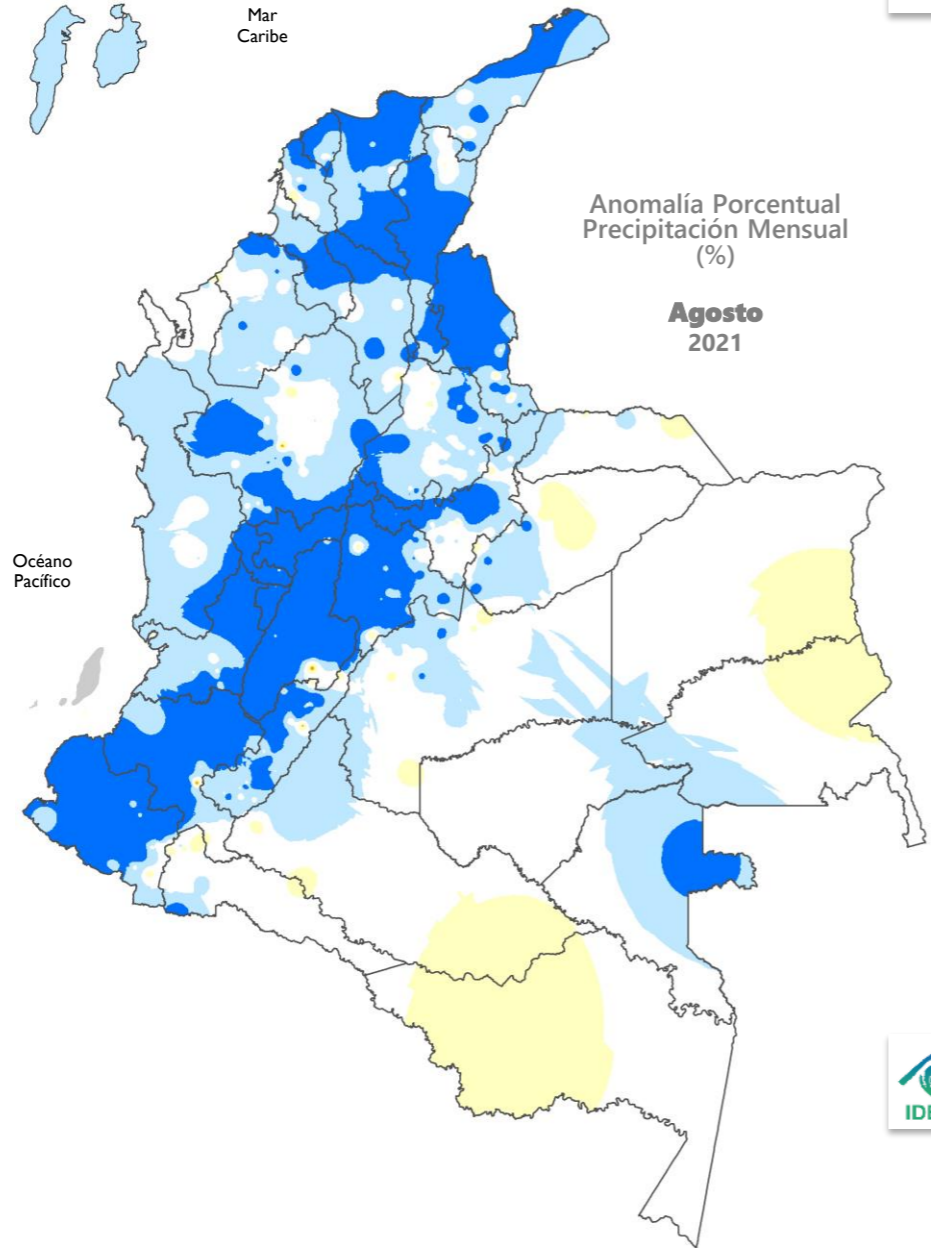 Mar
Caribe
Anomalía Porcentual
Precipitación Mensual
(%)
Agosto
2021
Océano
Pacífico